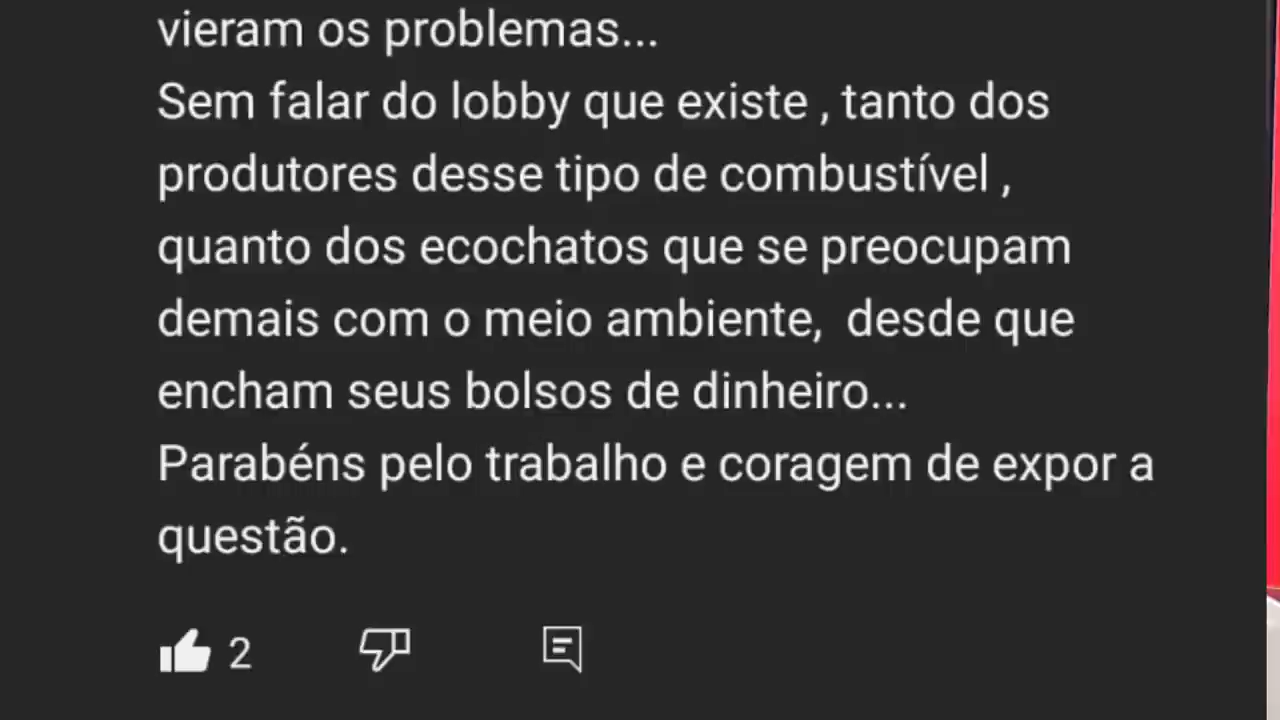 vieram os problemas...
Sem falar do lobby que existe , tanto dos
produtores desse tipo de combustível ,
quanto dos ecochatos que se preocupam
demais com o meio ambiente,  desde que
encham seus bolsos de dinheiro...
Parabéns pelo trabalho e coragem de expor a
questão.
2